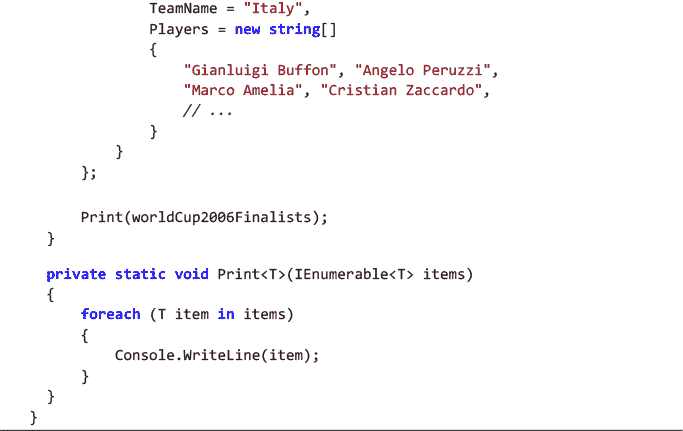 TeamName = "Italy",
Players = new string[]
{
"Gianluigi Buffon", "Angelo Peruzzi",
"Marco Amelia", "Cristian Zaccardo",
// ...
}
}
};
Print(worldCup2006Finalists);
}
private static void Print<T>(IEnumerable<T> items)
{
foreach (T item in items)
{
Console.WriteLine(item);
}
}
}